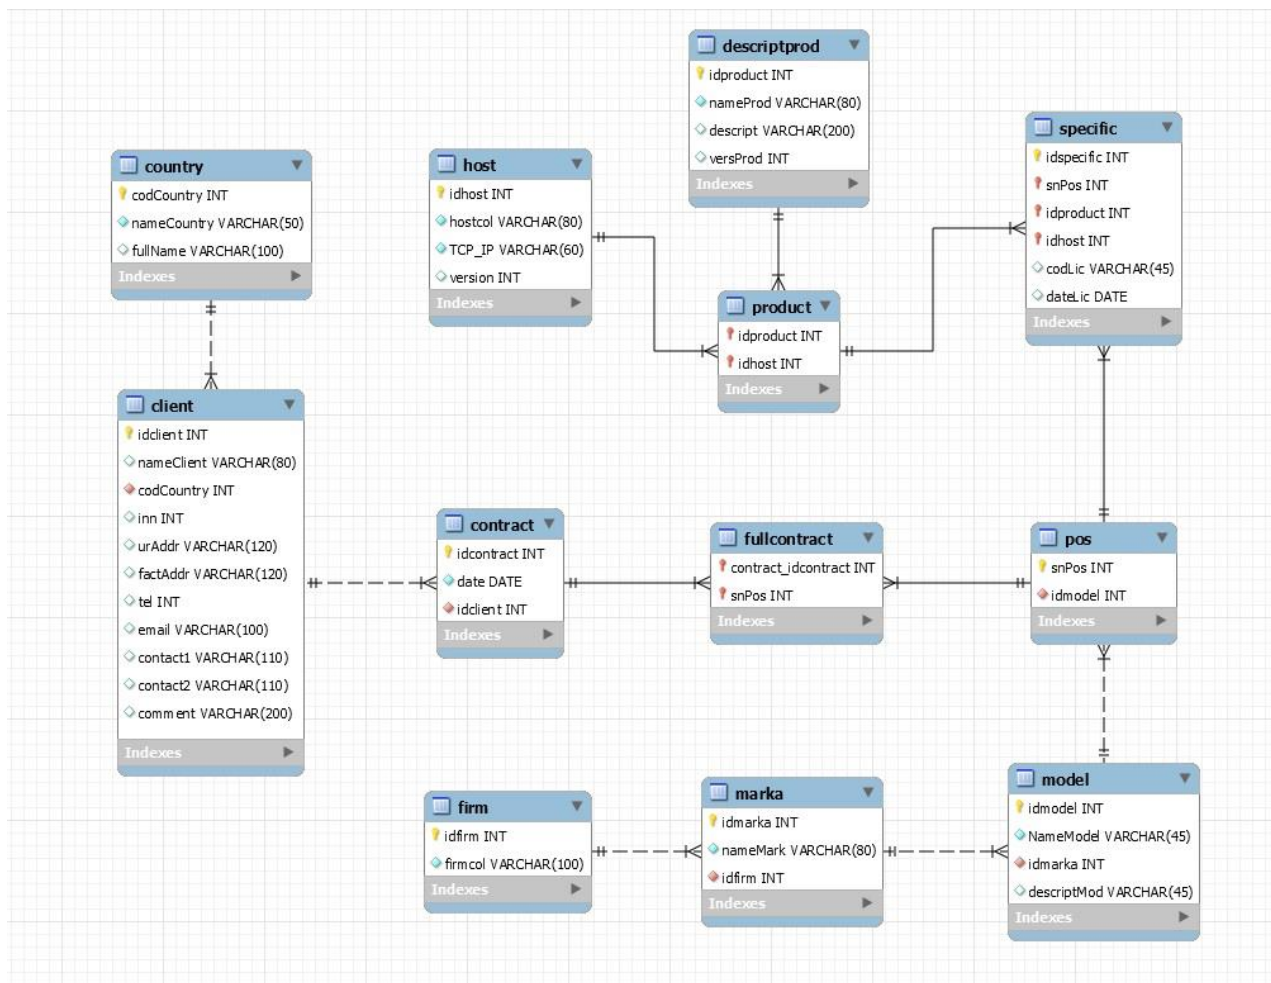 descriptprod
idproduct INT
nameProd VARCHAR(80)
descript VARCHAR(200)
versProd INT
Indexes
specific
idspecific INT
snPos INT
idproduct INT
idhost INT
codLic VARCHAR(45)
dateLic DATE
Indexes
country
codCountry INT
nameCountry VARCHAR(50)
fullName VARCHAR(100)
Indexes
host
idhost INT
hostcol VARCHAR(80)
TCP_IP VARCHAR(60)
version INT
Indexes
product
idproduct INT
idhost INT
Indexes
client
idclient INT
nameClient VARCHAR(80)
codCountry INT
inn INT
urAddr VARCHAR(120)
factAddr VARCHAR(120)
tel INT
email VARCHAR(100)
contact1 VARCHAR(110)
contact2 VARCHAR(110)
comment VARCHAR(200)
Indexes
contract
idcontract INT
date DATE
idclient INT
Indexes
fullcontract
contract_idcontract INT
snPos INT
Indexes
pos
snPos INT
idmodel INT
Indexes
firm
idfirm INT
firmcol VARCHAR(100)
Indexes
marka
idmarka INT
nameMark VARCHAR(80)
idfirm INT
Indexes
model
idmodel INT
NameModel VARCHAR(45)
idmarka INT
descriptMod VARCHAR(45)
Indexes